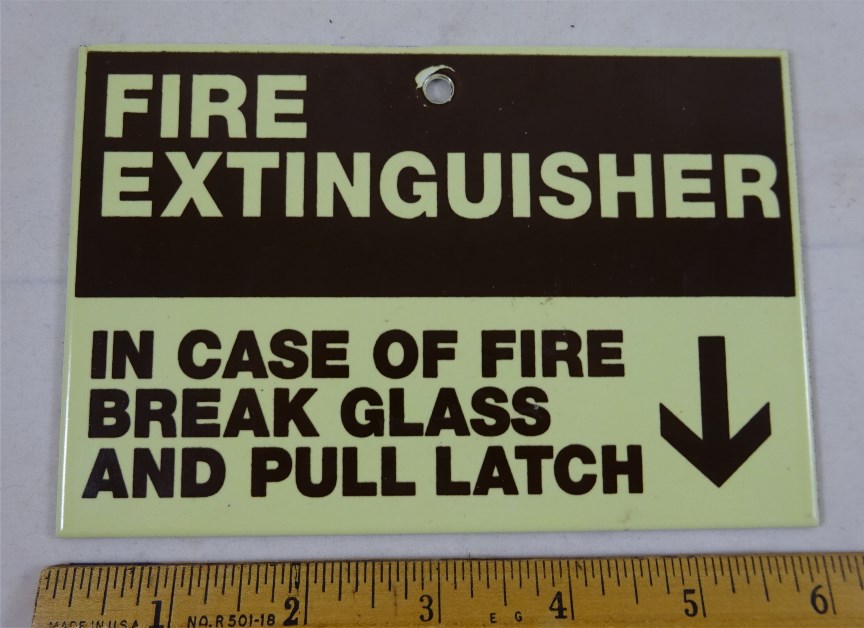 FIRE
EXTINGUISHER
IN CASE OF FIRE
BREAK GLASS
AND PULL LATCH
1 2 3 4 5 6
MADE IN U.S.A. NO. R501-18 E G